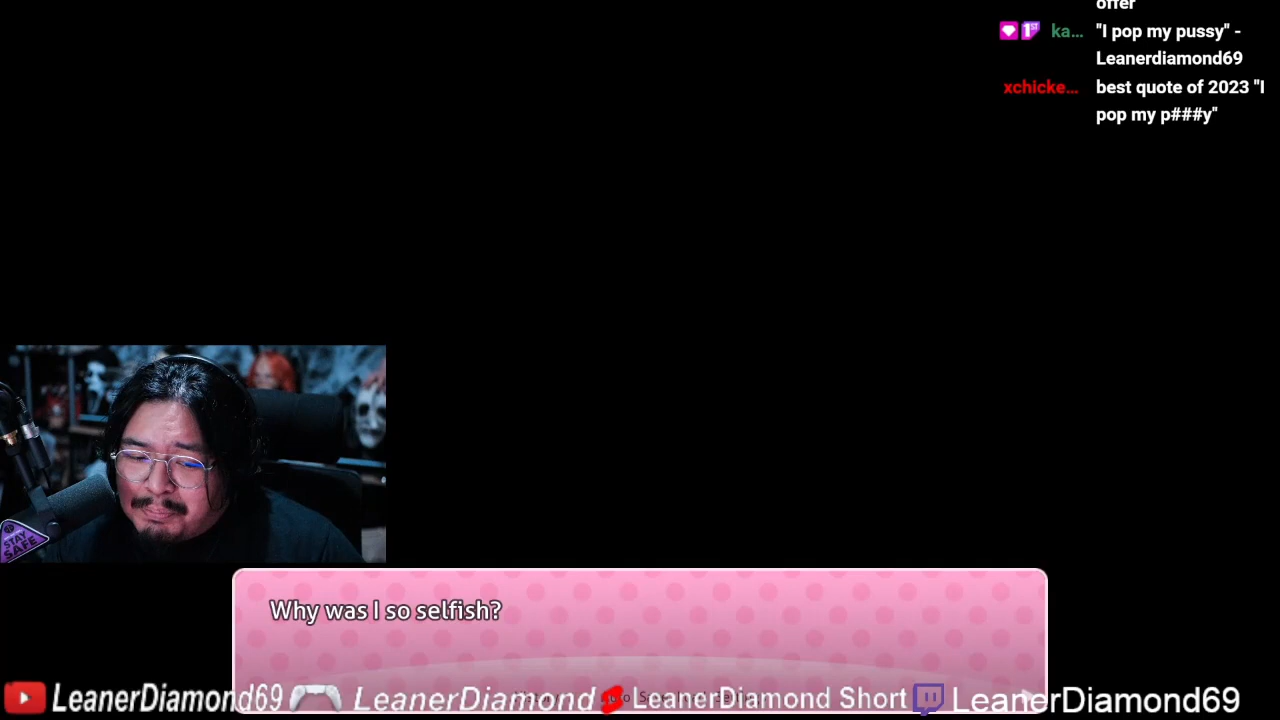 offer
ka… "I pop my pussy" -
Leanerdiamond69
xchicke… best quote of 2023 "I
pop my p###y"
STAY
SAFE
Why was I so selfish?
LeanerDiamond69 LeanerDiamond LeanerDiamond Short LeanerDiamond69